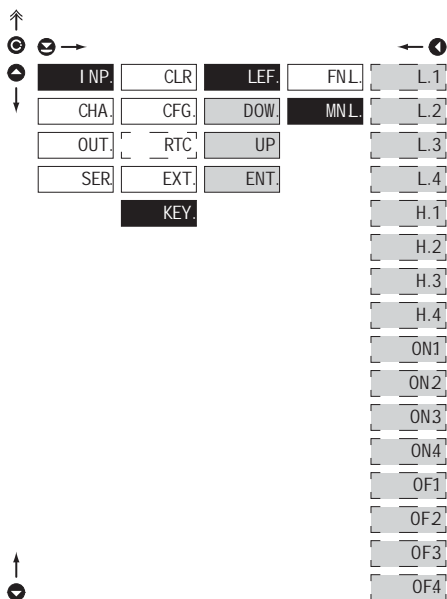 INP. CLR LEF. FNL. L.1
CHA. CFG. DOW. MNL. L.2
OUT. RTC UP L.3
SER. EXT. ENT. L.4
KEY. H.1
H.2
H.3
H.4
ON1
ON2
ON3
ON4
OF1
OF2
OF3
OF4